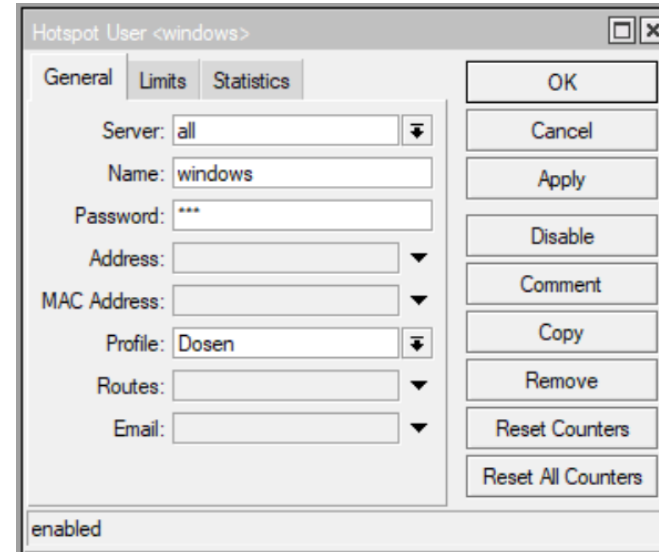 Hotspot User <windows>
General Limits Statistics
Server: all
Name: windows
Password: ***
Address:
MAC Address:
Profile: Dosen
Routes:
Email:
OK
Cancel
Apply
Disable
Comment
Copy
Remove
Reset Counters
Reset All Counters
enabled